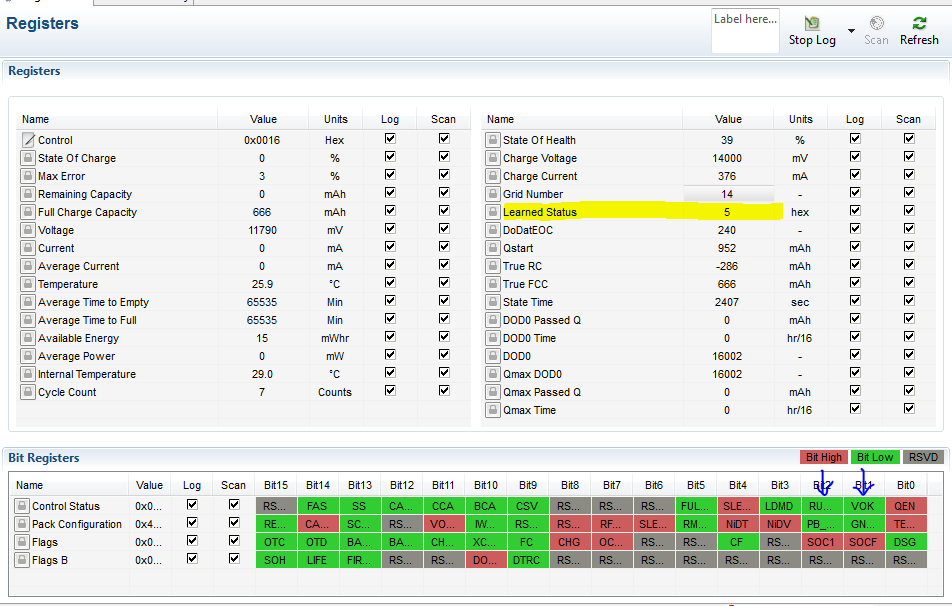 Registers
Label here...
Stop Log
Scan
Refresh
Registers
Name Value Units Log Scan
Control 0x0016 Hex
State Of Charge 0 %
Max Error 3 %
Remaining Capacity 0 mAh
Full Charge Capacity 666 mAh
Voltage 11790 mV
Current 0 mA
Average Current 0 mA
Temperature 25.9 °C
Average Time to Empty 65535 Min
Average Time to Full 65535 Min
Available Energy 15 mWhr
Average Power 0 mW
Internal Temperature 29.0 °C
Cycle Count 7 Counts
Name Value Units Log Scan
State Of Health 39 %
Charge Voltage 14000 mV
Charge Current 376 mA
Grid Number 14 -
Learned Status 5 hex
DoDatEOC 240 -
Qstart 952 mAh
True RC -286 mAh
True FCC 666 mAh
State Time 2407 sec
DOD0 Passed Q 0 mAh
DOD0 Time 0 hr/16
DOD0 16002 -
Qmax DOD0 16002 -
Qmax Passed Q 0 mAh
Qmax Time 0 hr/16
Bit Registers
Bit High Bit Low RSVD
Name Value Log Scan Bit15 Bit14 Bit13 Bit12 Bit11 Bit10 Bit9 Bit8 Bit7 Bit6 Bit5 Bit4 Bit3 Bit2 Bit1 Bit0
Control Status 0x0... RS... FAS SS CA... CCA BCA CSV RS... RS... RS... FUL... SLE... LDMD RU... VOK QEN
Pack Configuration 0x4... RE... CA... SC... RS... VO... IW... RS... RS... RF... SLE... RM... NiDT NiDV PB_... GN... TE...
Flags 0x0... OTC OTD BA... BA... CH... XC... FC CHG OC... RS... RS... CF RS... SOC1 SOCF DSG
Flags B 0x0... SOH LIFE FIR... RS... RS... DO... DTRC RS... RS... RS... RS... RS... RS... RS... RS... RS...